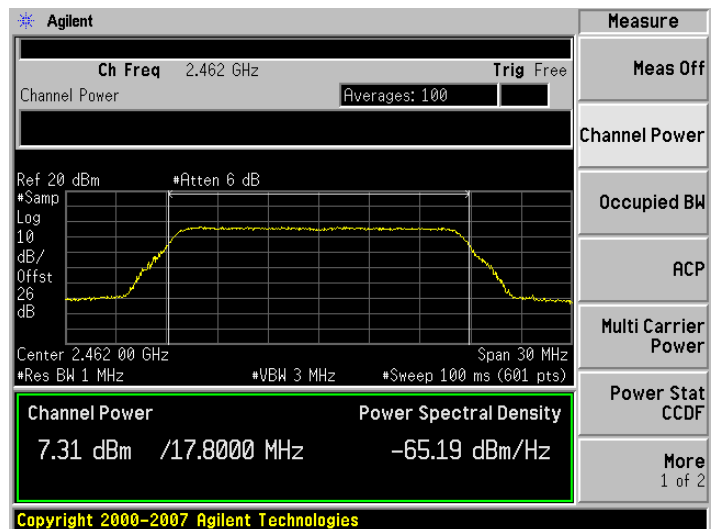 Agilent
Measure
Ch Freq 2.462 GHz Trig Free
Meas Off
Channel Power Averages: 100
Channel Power
Ref 20 dBm #Atten 6 dB
#Samp
Log
10
dB/
Offst
26
dB
Occupied BW
ACP
Multi Carrier
Power
Center 2.462 00 GHz Span 30 MHz
#Res BW 1 MHz #VBW 3 MHz #Sweep 100 ms (601 pts)
Channel Power Power Spectral Density
7.31 dBm /17.8000 MHz -65.19 dBm/Hz
Power Stat
CCDF
More
1 of 2
Copyright 2000-2007 Agilent Technologies